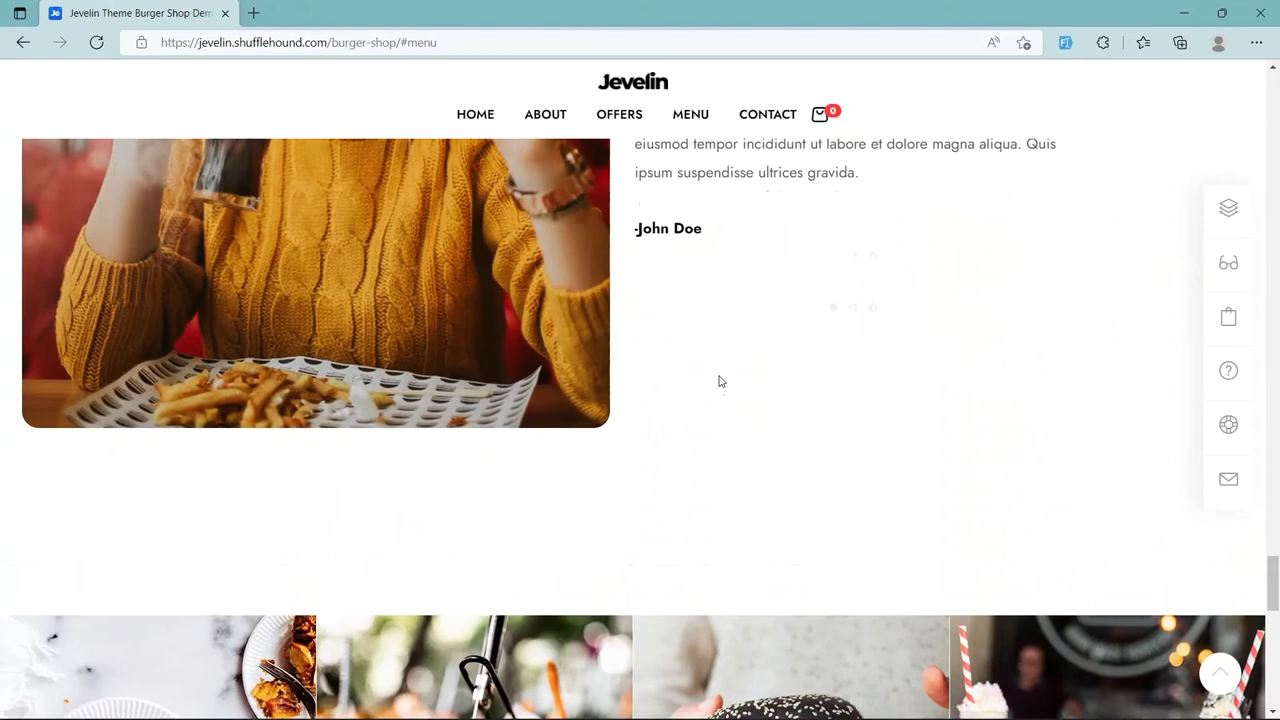 Jevelin Theme Burger Shop Dem
https://jevelin.shufflehound.com/burger-shop/#menu
Jevelin
HOME ABOUT OFFERS MENU CONTACT 0
eiusmod tempor incididunt ut labore et dolore magna aliqua. Quis
ipsum suspendisse ultrices gravida.
-John Doe